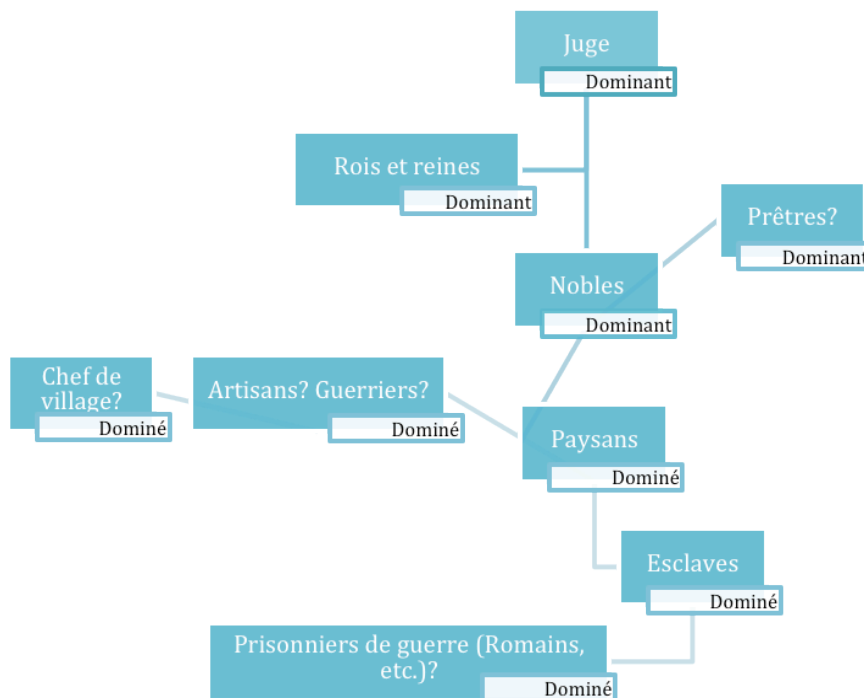 Juge
Dominant
Rois et reines
Dominant
Prêtres?
Dominant
Nobles
Dominant
Chef de
village?
Dominé
Artisans? Guerriers?
Dominé
Paysans
Dominé
Esclaves
Dominé
Prisonniers de guerre (Romains,
etc.)?
Dominé